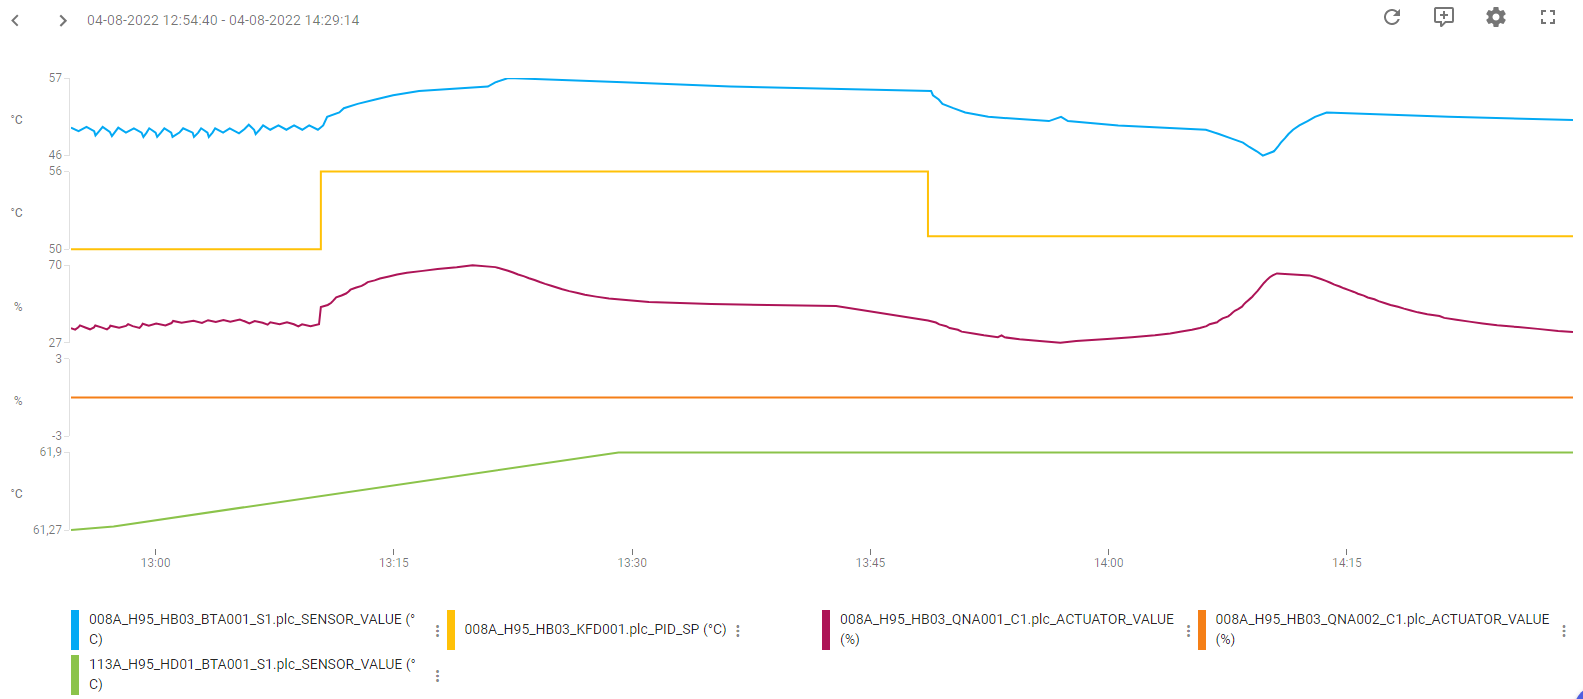 04-08-2022 12:54:40 - 04-08-2022 14:29:14
57
°C
46
56
°C
50
70
%
27
3
%
-3
61,9
°C
61,27
13:00 13:15 13:30 13:45 14:00 14:15
008A_H95_HB03_BTA001_S1.plc_SENSOR_VALUE (°
C)
008A_H95_HB03_KFD001.plc_PID_SP (°C)
008A_H95_HB03_QNA001_C1.plc_ACTUATOR_VALUE
(%)
008A_H95_HB03_QNA002_C1.plc_ACTUATOR_VALUE
(%)
113A_H95_HD01_BTA001_S1.plc_SENSOR_VALUE (°
C)